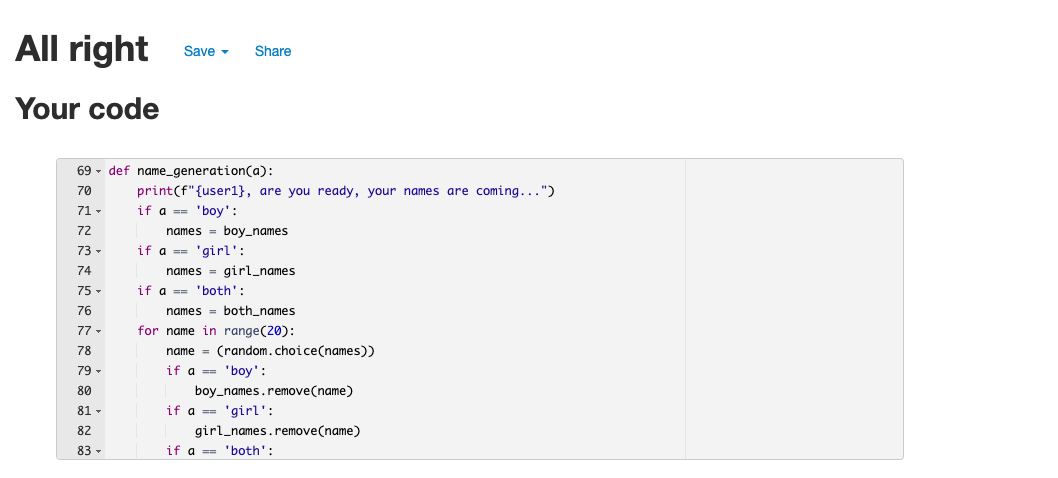 All right Save Share
Your code
69 def name_generation(a):
70     print(f"{user1}, are you ready, your names are coming...")
71     if a == 'boy':
72         names = boy_names
73     if a == 'girl':
74         names = girl_names
75     if a == 'both':
76         names = both_names
77     for name in range(20):
78         name = (random.choice(names))
79         if a == 'boy':
80             boy_names.remove(name)
81         if a == 'girl':
82             girl_names.remove(name)
83         if a == 'both':